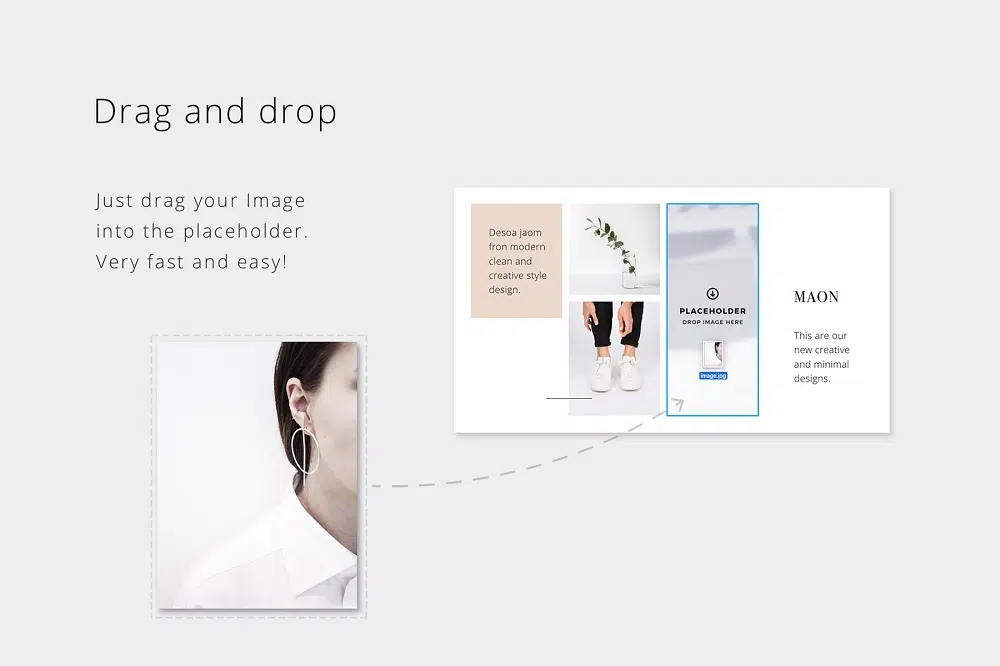 Drag and drop
Just drag your Image
into the placeholder.
Very fast and easy!
Desoa jaom
fron modern
clean and
creative style
design.
PLACEHOLDER
DROP IMAGE HERE
image.jpg
MAON
This are our
new creative
and minimal
designs.